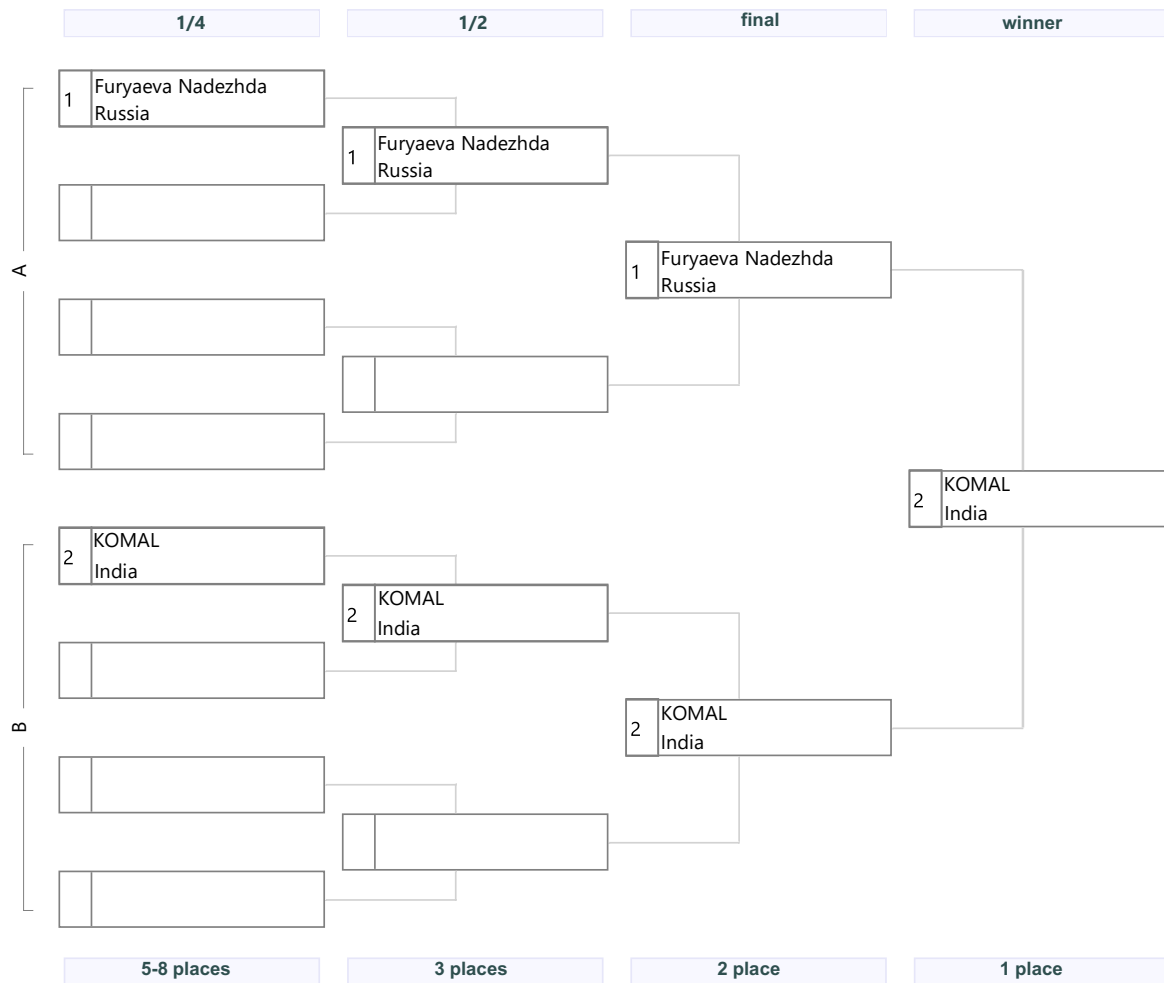 1/4
1/2
final
winner
1
Furyaeva Nadezhda
Russia
1
Furyaeva Nadezhda
Russia
A
1
Furyaeva Nadezhda
Russia
2
KOMAL
India
2
KOMAL
India
2
KOMAL
India
B
2
KOMAL
India
5-8 places
3 places
2 place
1 place